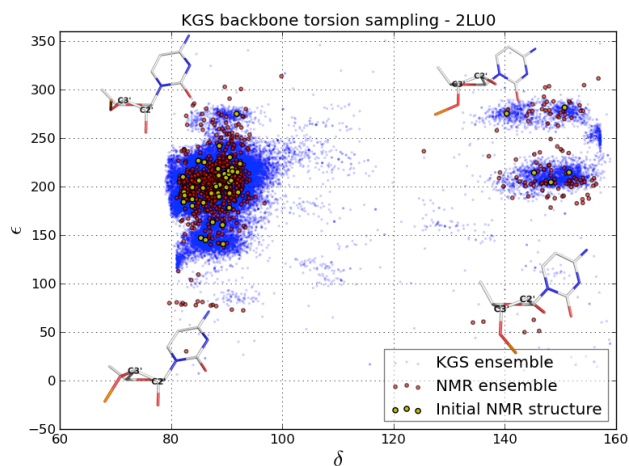 KGS backbone torsion sampling - 2LU0
350
300
250
200
150
100
50
0
−50
ϵ
C3' C2'
C3' C2'
C3' C2'
C3' C2'
KGS ensemble
NMR ensemble
Initial NMR structure
60 80 100 120 140 160
δ